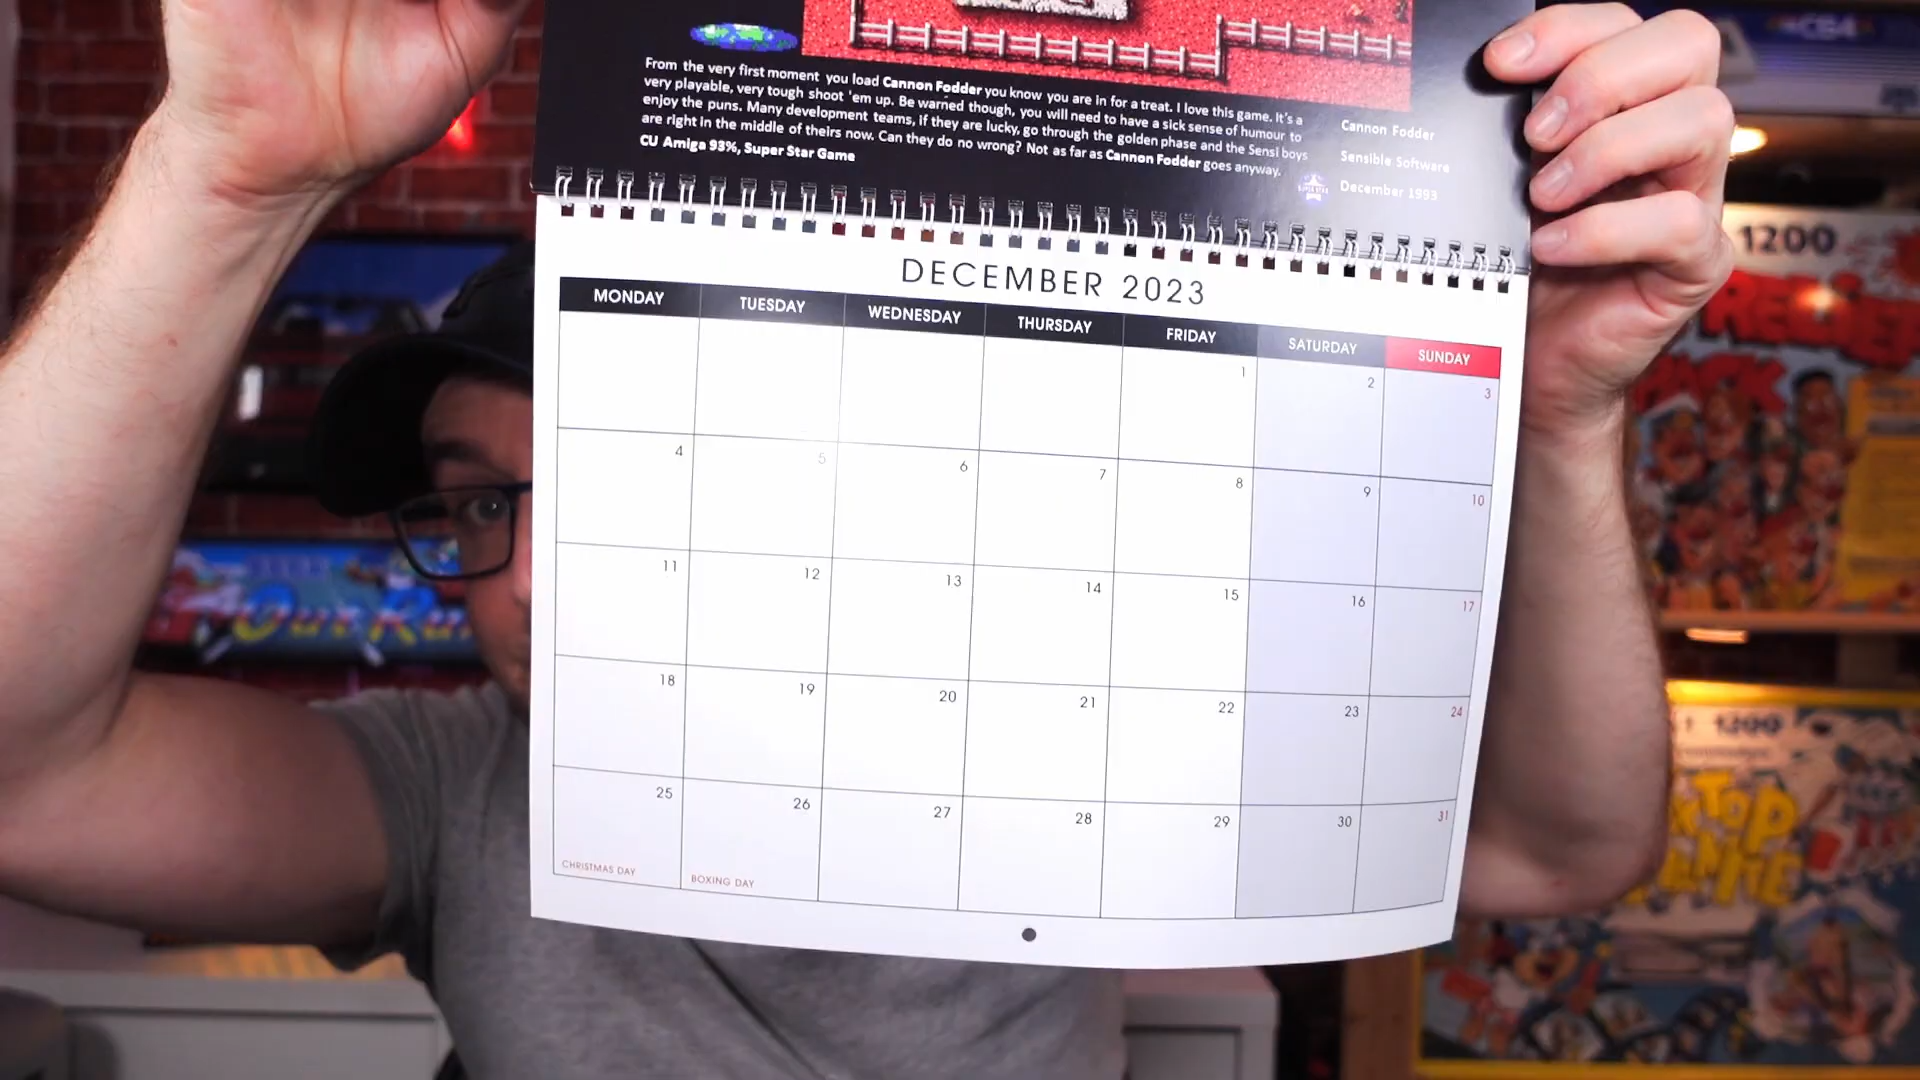 From the very first moment you load Cannon Fodder you know you are in for a treat. I love this game. It's a
very playable, very tough shoot 'em up. Be warned though, you will need to have a sick sense of humour to
enjoy the puns. Many development teams, if they are lucky, go through the golden phase and the Sensi boys
are right in the middle of theirs now. Can they do no wrong? Not as far as Cannon Fodder goes anyway.
CU Amiga 93%, Super Star Game
Cannon Fodder
Sensible Software
December 1993
DECEMBER 2023
MONDAY TUESDAY WEDNESDAY THURSDAY FRIDAY SATURDAY SUNDAY
1 2 3
4 5 6 7 8 9 10
11 12 13 14 15 16 17
18 19 20 21 22 23 24
25 26 27 28 29 30 31
CHRISTMAS DAY BOXING DAY
Out Ru
1200
1200